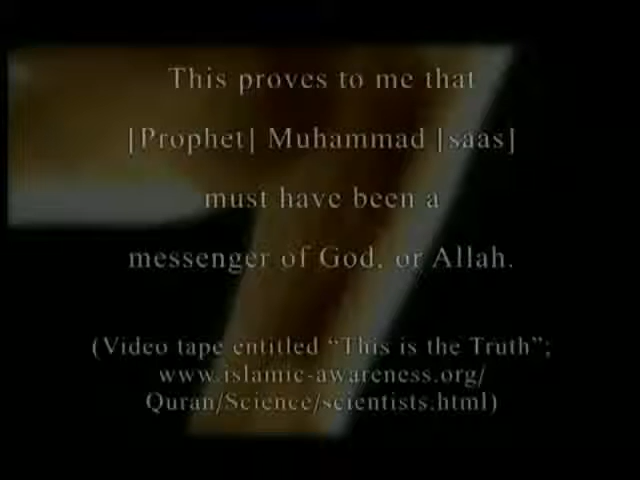 This proves to me that
[Prophet] Muhammad [saas]
must have been a
messenger of God, or Allah.
(Video tape entitled “This is the Truth”;
www.islamic-awareness.org/
Quran/Science/scientists.html)